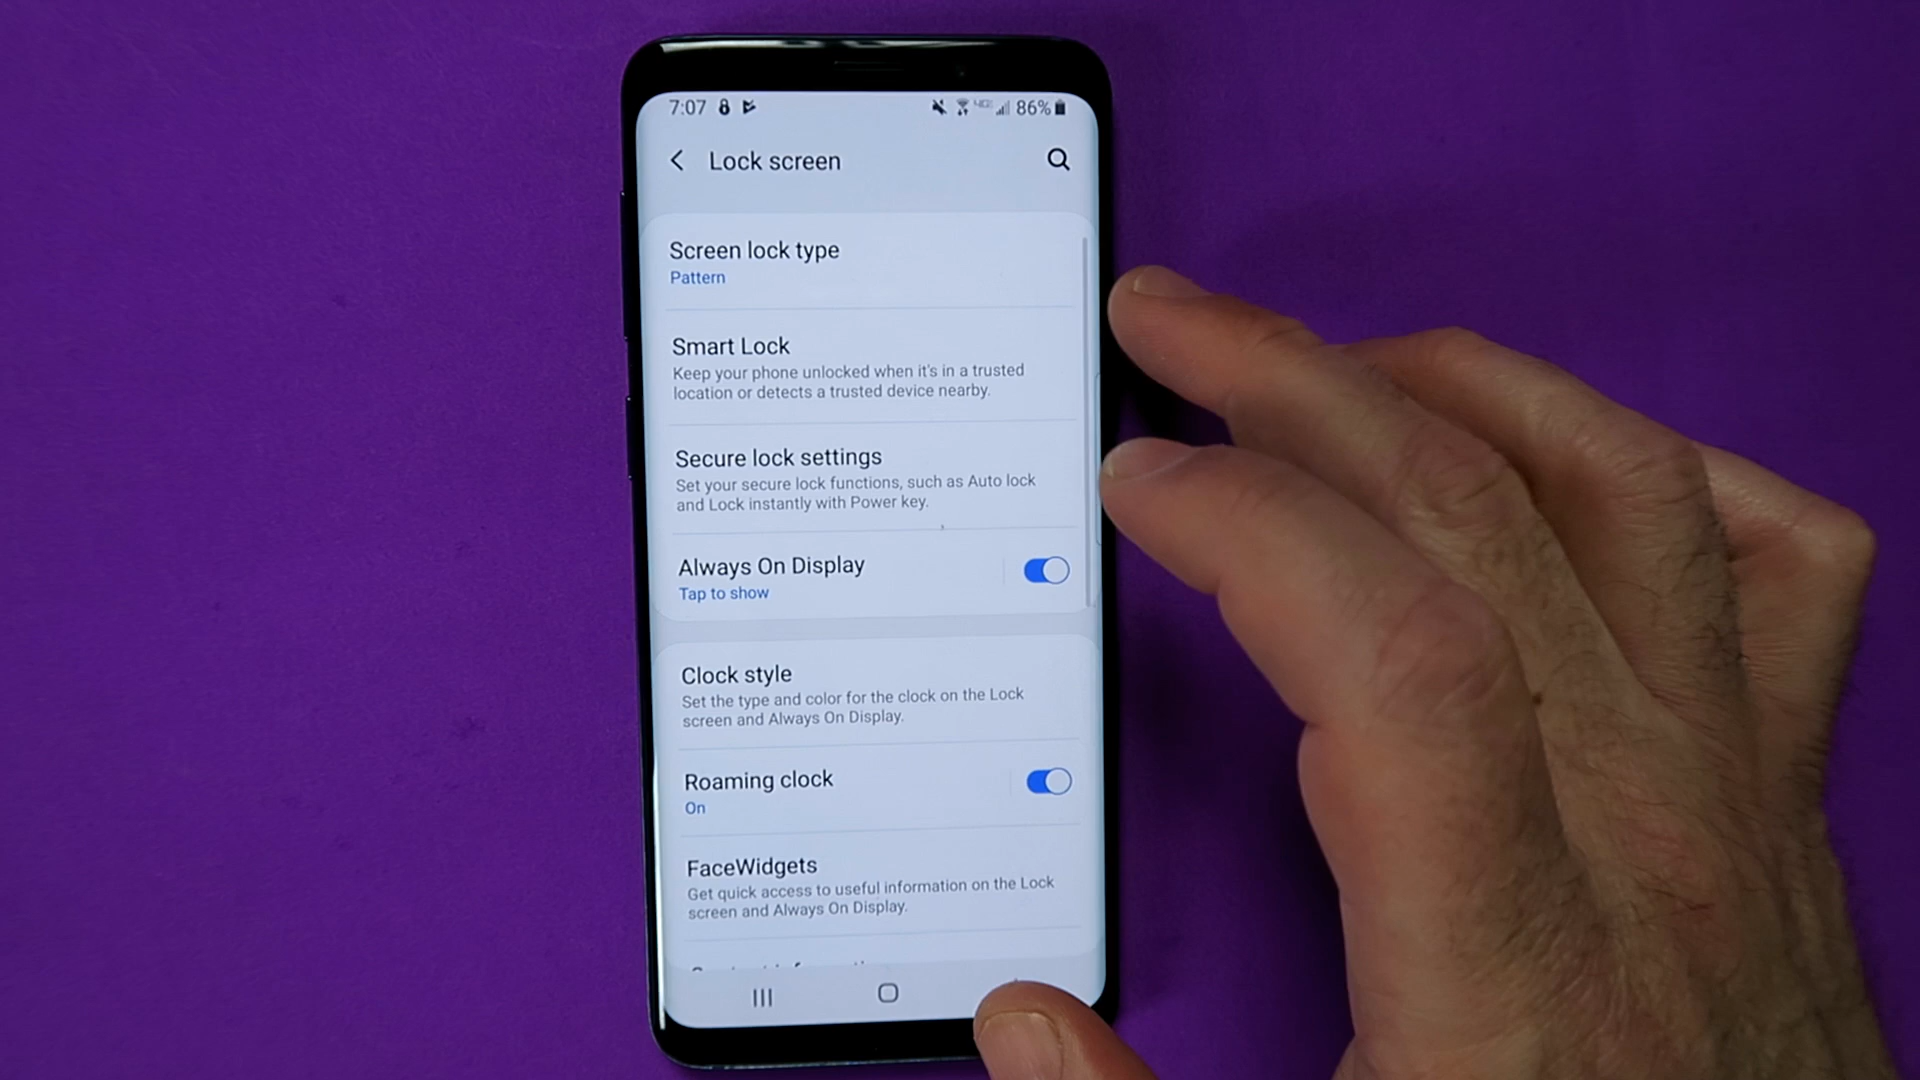 7:07 86%
Lock screen
Screen lock type
Pattern
Smart Lock
Keep your phone unlocked when it's in a trusted
location or detects a trusted device nearby.
Secure lock settings
Set your secure lock functions, such as Auto lock
and Lock instantly with Power key.
Always On Display
Tap to show
Clock style
Set the type and color for the clock on the Lock
screen and Always On Display.
Roaming clock
On
FaceWidgets
Get quick access to useful information on the Lock
screen and Always On Display.